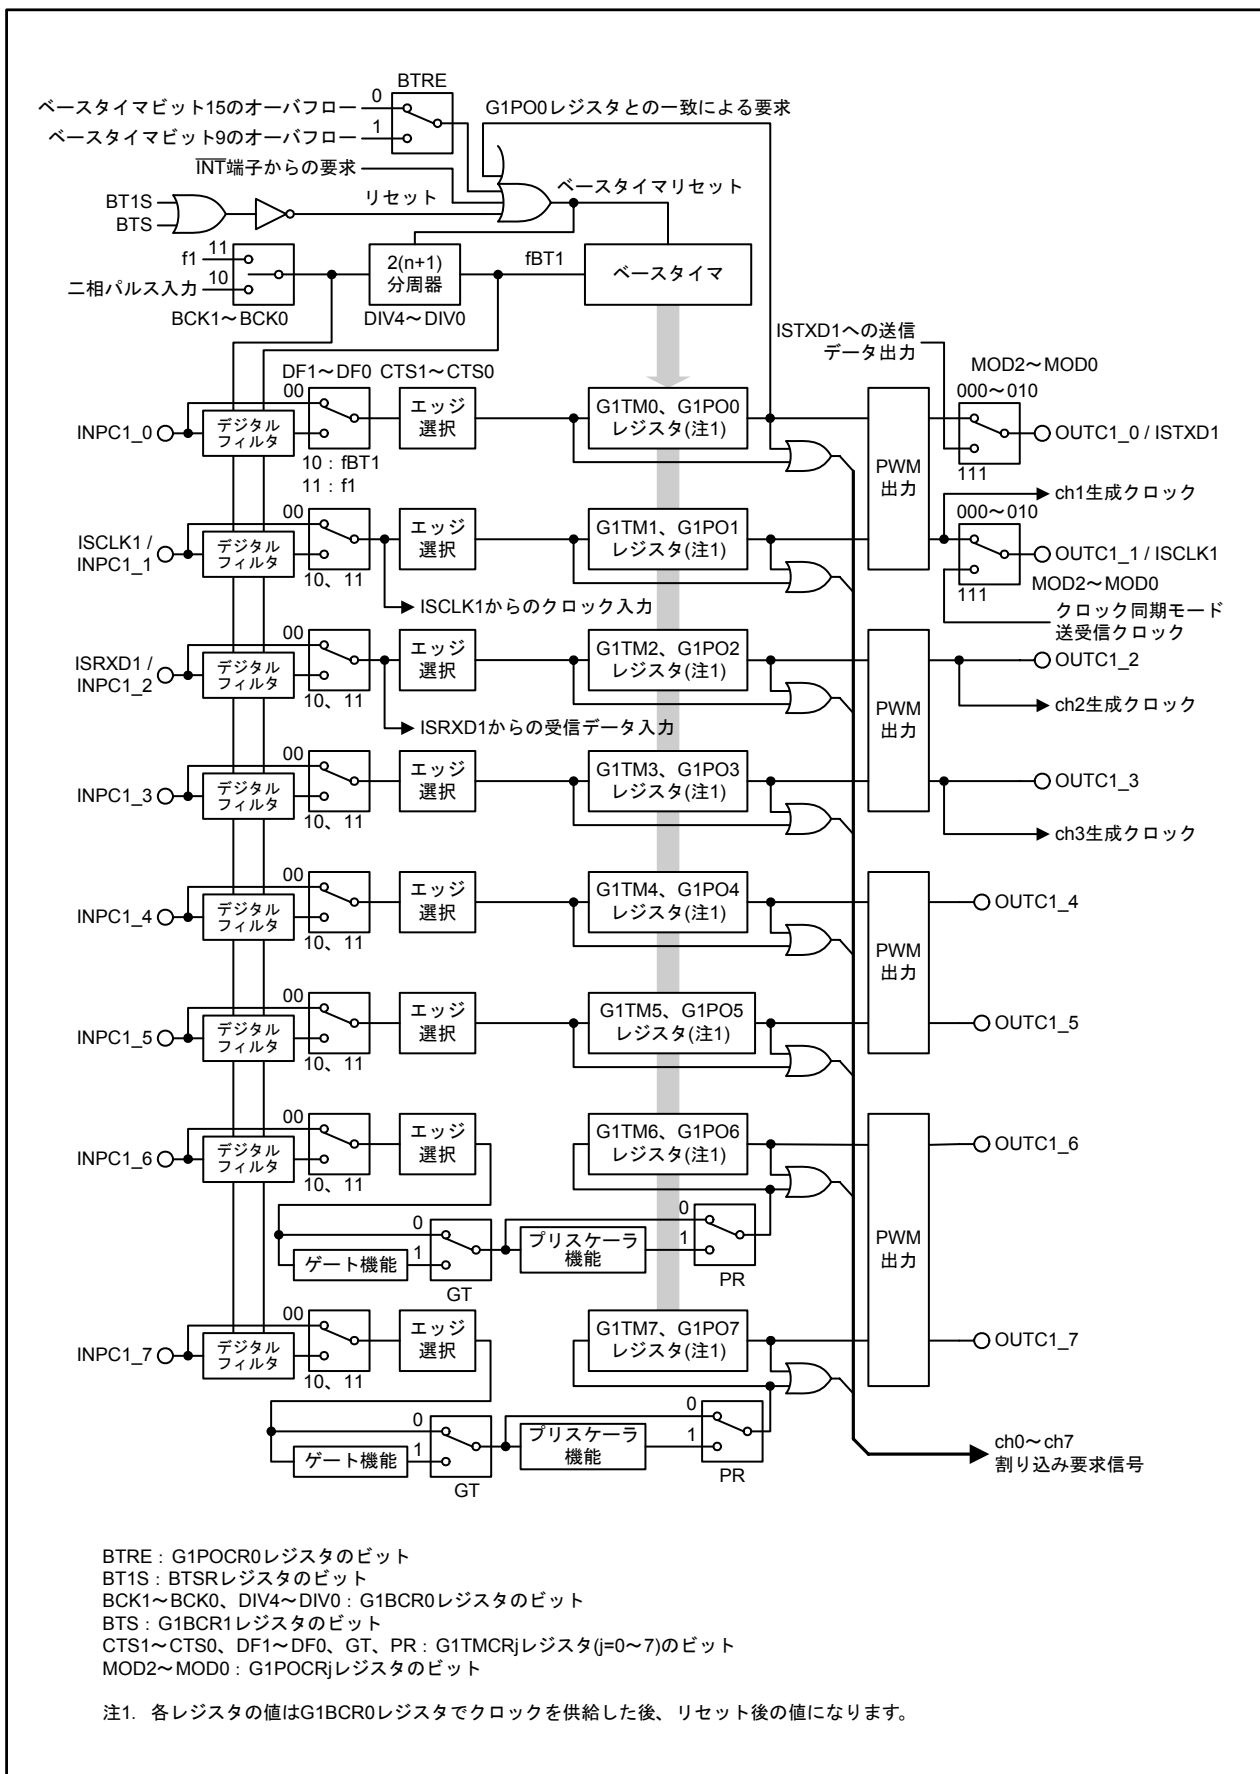 BTRE
ベースタイマビット15のオーバフロー
0
ベースタイマビット9のオーバフロー
1
G1PO0レジスタとの一致による要求
INT端子からの要求
ベースタイマリセット
BT1S
BTS
リセット
f1
11
二相パルス入力
10
BCK1～BCK0
2(n+1)
分周器
DIV4～DIV0
fBT1
ベースタイマ
ISTXD1への送信
データ出力
MOD2～MOD0
DF1～DF0
CTS1～CTS0
00
INPC1_0
デジタル
フィルタ
10：fBT1
11：f1
エッジ
選択
G1TM0、G1PO0
レジスタ(注1)
PWM
出力
000～010
111
OUTC1_0 / ISTXD1
ch1生成クロック
ISCLK1 /
INPC1_1
デジタル
フィルタ
00
10、11
エッジ
選択
G1TM1、G1PO1
レジスタ(注1)
000～010
111
OUTC1_1 / ISCLK1
MOD2～MOD0
ISCLK1からのクロック入力
クロック同期モード
送受信クロック
ISRXD1 /
INPC1_2
デジタル
フィルタ
00
10、11
エッジ
選択
G1TM2、G1PO2
レジスタ(注1)
PWM
出力
OUTC1_2
ch2生成クロック
ISRXD1からの受信データ入力
INPC1_3
デジタル
フィルタ
00
10、11
エッジ
選択
G1TM3、G1PO3
レジスタ(注1)
OUTC1_3
ch3生成クロック
INPC1_4
デジタル
フィルタ
00
10、11
エッジ
選択
G1TM4、G1PO4
レジスタ(注1)
PWM
出力
OUTC1_4
INPC1_5
デジタル
フィルタ
00
10、11
エッジ
選択
G1TM5、G1PO5
レジスタ(注1)
OUTC1_5
INPC1_6
デジタル
フィルタ
00
10、11
エッジ
選択
G1TM6、G1PO6
レジスタ(注1)
PWM
出力
OUTC1_6
ゲート機能
0
1
GT
プリスケーラ
機能
0
1
PR
INPC1_7
デジタル
フィルタ
00
10、11
エッジ
選択
G1TM7、G1PO7
レジスタ(注1)
OUTC1_7
ゲート機能
0
1
GT
プリスケーラ
機能
0
1
PR
ch0～ch7
割り込み要求信号
BTRE：G1POCR0レジスタのビット
BT1S：BTSRレジスタのビット
BCK1～BCK0、DIV4～DIV0：G1BCR0レジスタのビット
BTS：G1BCR1レジスタのビット
CTS1～CTS0、DF1～DF0、GT、PR：G1TMCRjレジスタ(j=0～7)のビット
MOD2～MOD0：G1POCRjレジスタのビット
注1. 各レジスタの値はG1BCR0レジスタでクロックを供給した後、リセット後の値になります。